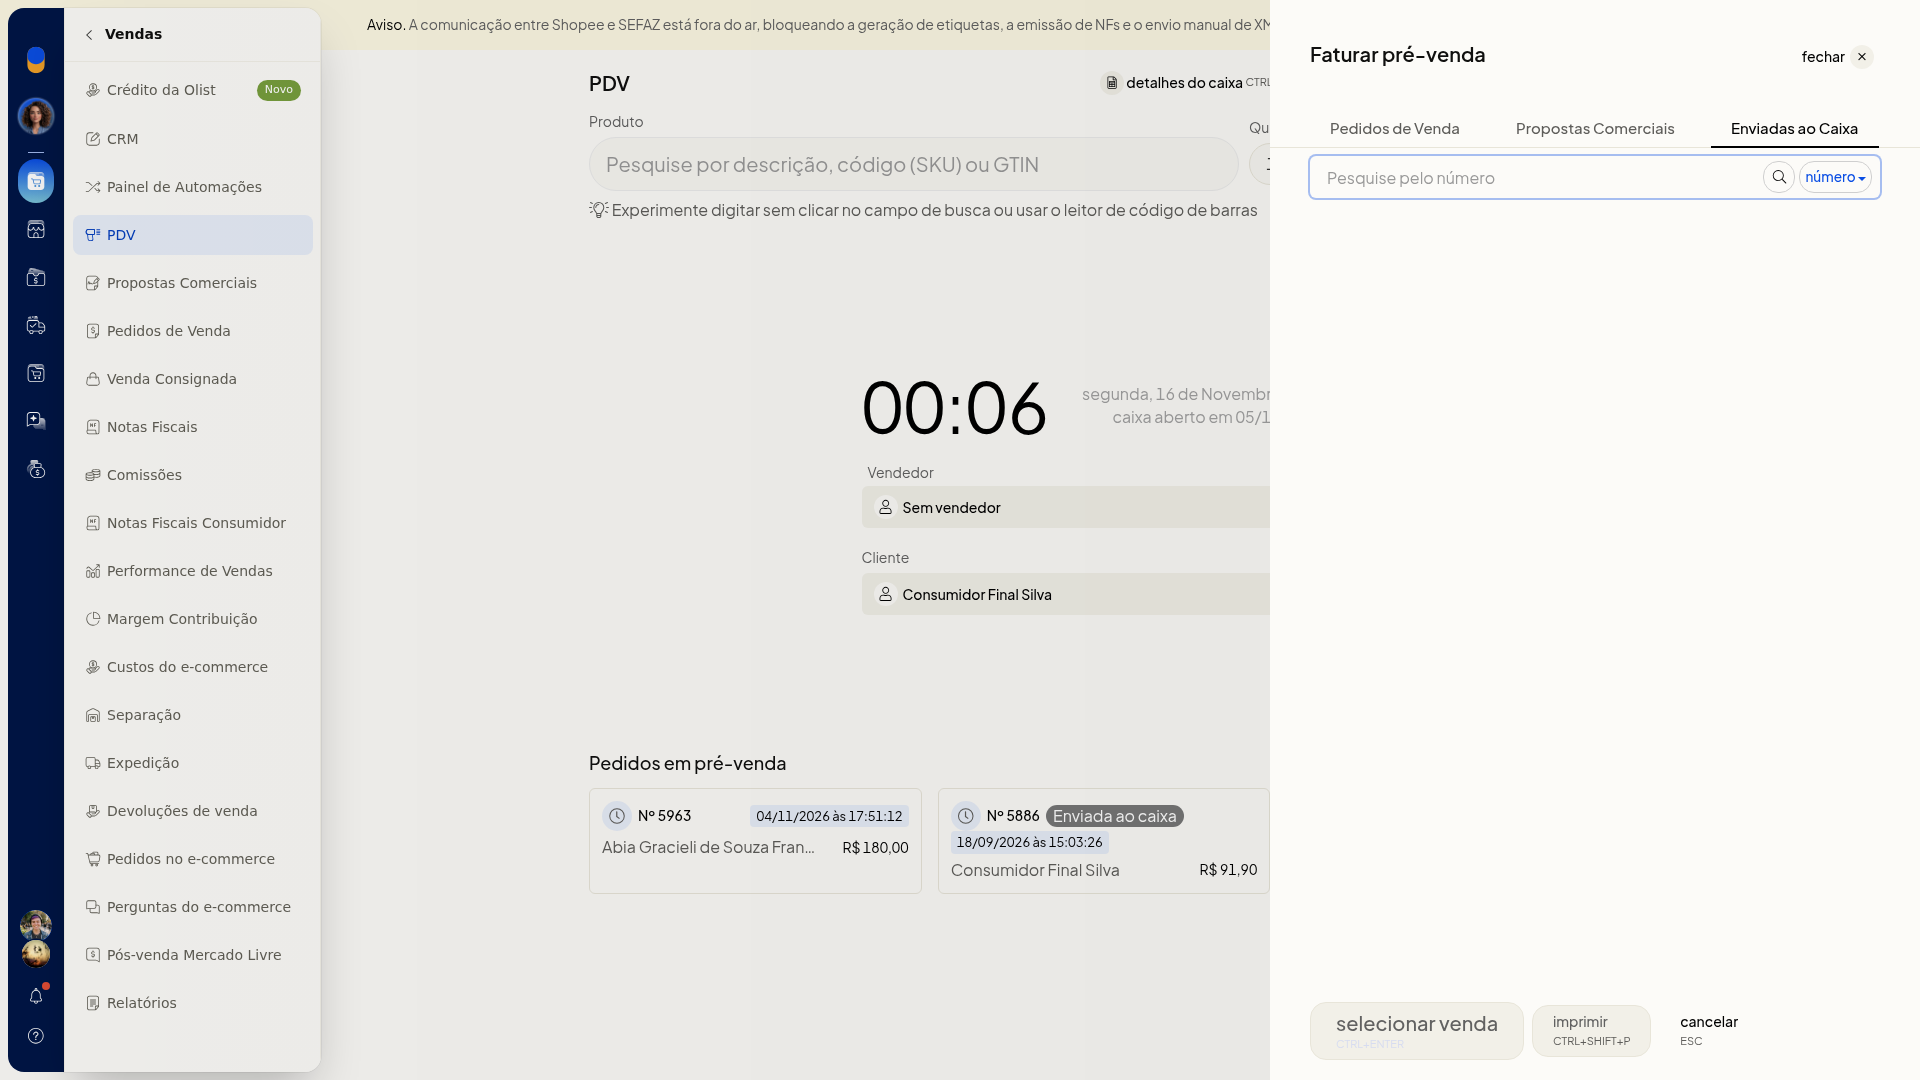 Vendas
Crédito da Olist
Novo
CRM
Painel de Automações
PDV
Propostas Comerciais
Pedidos de Venda
Venda Consignada
Notas Fiscais
Comissões
Notas Fiscais Consumidor
Performance de Vendas
Margem Contribuição
Custos do e-commerce
Separação
Expedição
Devoluções de venda
Pedidos no e-commerce
Perguntas do e-commerce
Pós-venda Mercado Livre
Relatórios
Aviso. A comunicação entre Shopee e SEFAZ está fora do ar, bloqueando a geração de etiquetas, a emissão de NFs e o envio manual de XM
PDV
detalhes do caixa CTRL
Produto
Qu
Pesquise por descrição, código (SKU) ou GTIN
Experimente digitar sem clicar no campo de busca ou usar o leitor de código de barras
00:06
segunda, 16 de Novembr
caixa aberto em 05/1
Vendedor
Sem vendedor
Cliente
Consumidor Final Silva
Pedidos em pré-venda
Nº 5963
04/11/2026 às 17:51:12
Abia Gracieli de Souza Fran...
R$ 180,00
Nº 5886
Enviada ao caixa
18/09/2026 às 15:03:26
Consumidor Final Silva
R$ 91,90
Faturar pré-venda
fechar
Pedidos de Venda
Propostas Comerciais
Enviadas ao Caixa
Pesquise pelo número
número
selecionar venda
CTRL+ENTER
imprimir
CTRL+SHIFT+P
cancelar
ESC